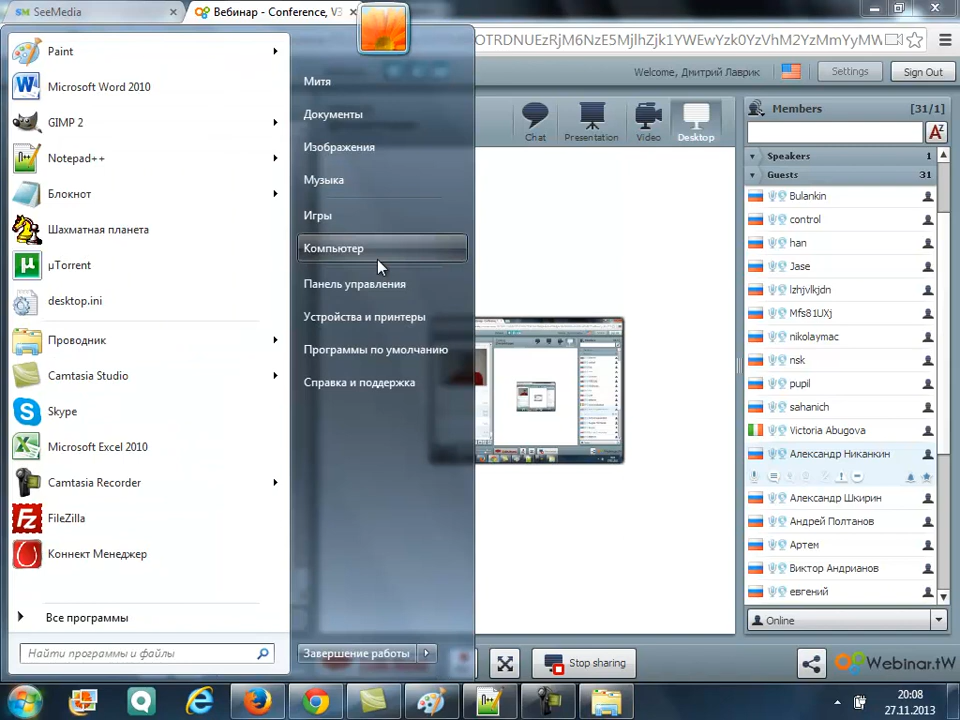 SeeMedia
Вебинар - Conference, V3
OTRDNUEzRjM6NzE5MjlhZjk1YWEwYzk0YzVhM2YzMmYyMW
Welcome, Дмитрий Лаврик
Settings
Sign Out
Paint
Microsoft Word 2010
GIMP 2
Notepad++
Блокнот
Шахматная планета
µTorrent
desktop.ini
Проводник
Camtasia Studio
Skype
Microsoft Excel 2010
Camtasia Recorder
FileZilla
Коннект Менеджер
Все программы
Найти программы и файлы
Митя
Документы
Изображения
Музыка
Игры
Компьютер
Панель управления
Устройства и принтеры
Программы по умолчанию
Справка и поддержка
Завершение работы
Chat
Presentation
Video
Desktop
Stop sharing
Members
[31/1]
Speakers 1
Guests 31
Bulankin
control
han
Jase
lzhjvlkjdn
Mfs81UXj
nikolaymac
nsk
pupil
sahanich
Victoria Abugova
Александр Никанкин
Александр Шкирин
Андрей Полтанов
Артем
Виктор Андрианов
евгений
Online
Webinar.tW
20:08
27.11.2013